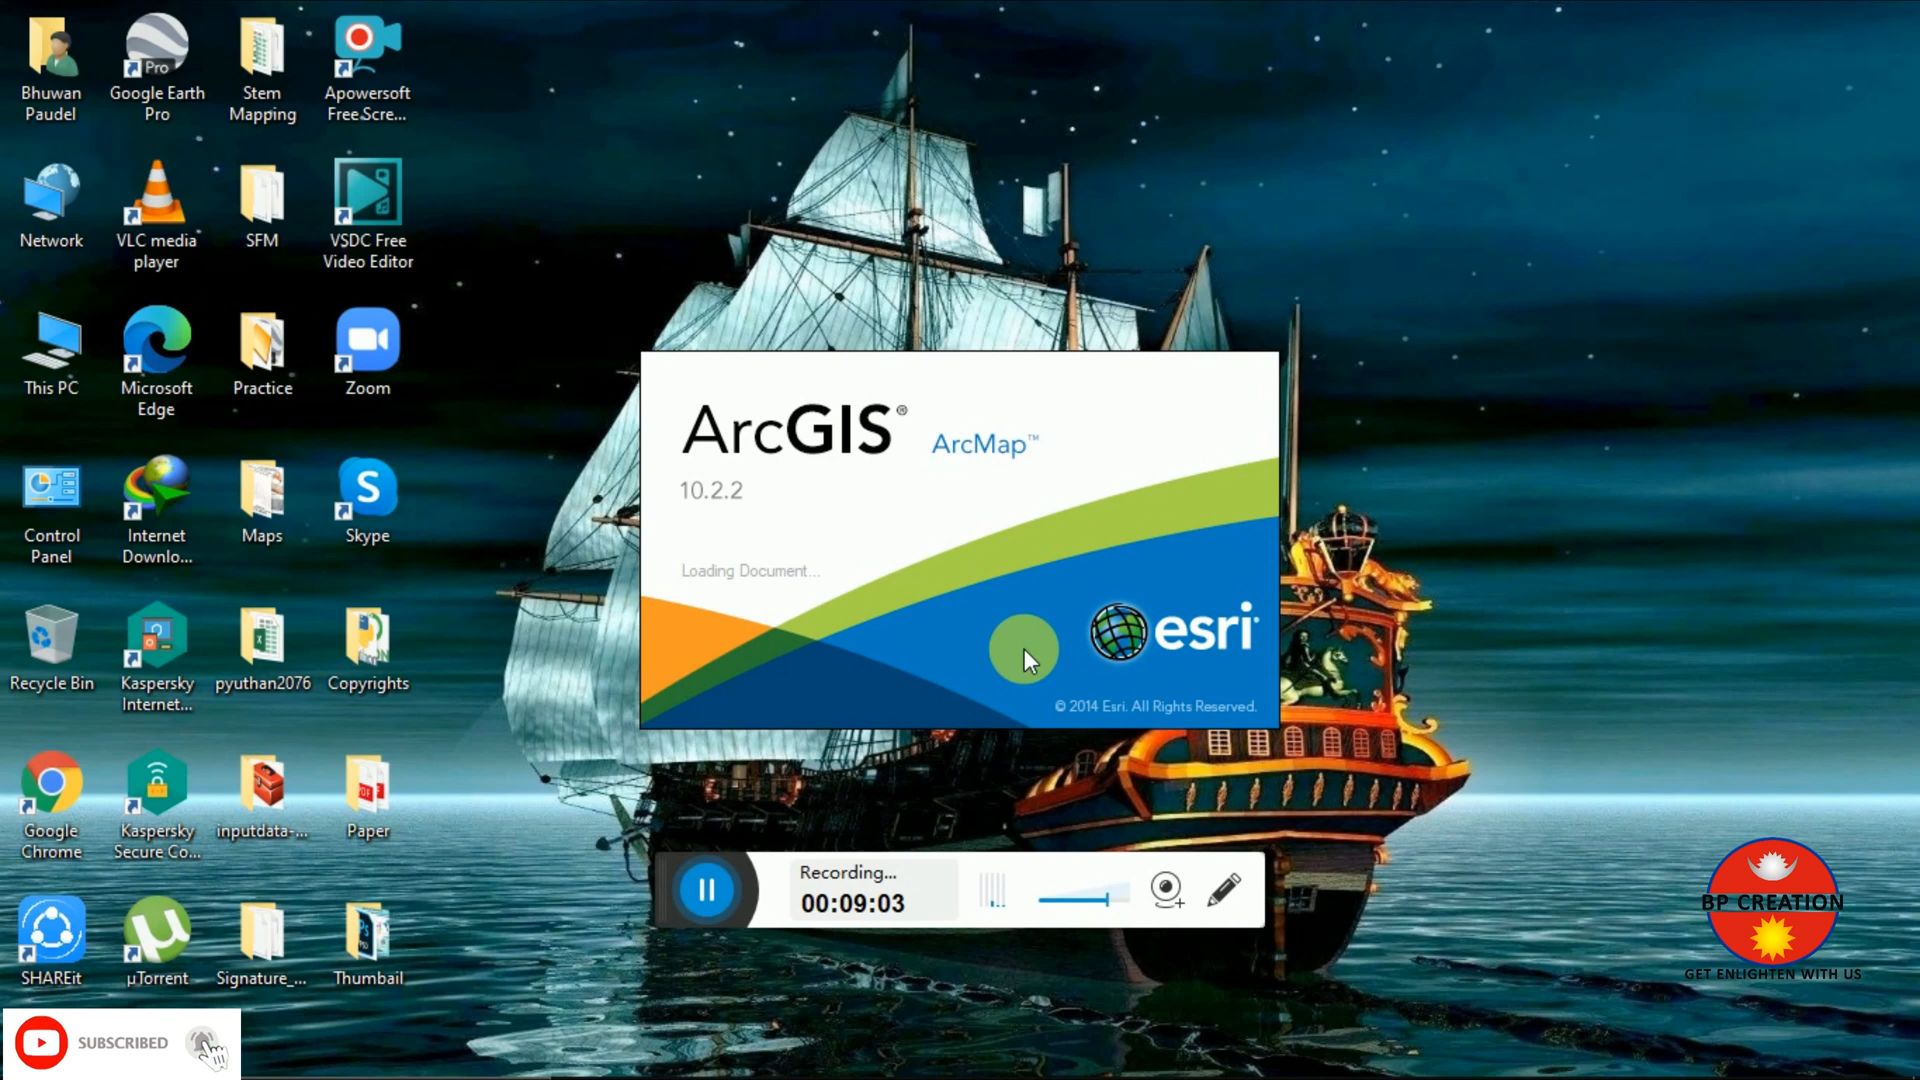 Bhuwan
Paudel
Pro
Google Earth
Pro
Stem
Mapping
Apowersoft
Free Scre...
Network
VLC media
player
SFM
VSDC Free
Video Editor
This PC
Microsoft
Edge
Practice
Zoom
Control
Panel
Internet
Downlo...
Maps
S
Skype
Recycle Bin
Kaspersky
Internet...
pyuthan2076
Copyrights
Google
Chrome
Kaspersky
Secure Co...
inputdata-...
PDF
Paper
SHAREit
µ
µTorrent
Signature_...
Thumbail
ArcGIS® ArcMap™
10.2.2
Loading Document...
esri
© 2014 Esri. All Rights Reserved.
Recording...
00:09:03
BP CREATION
GET ENLIGHTEN WITH US
SUBSCRIBED